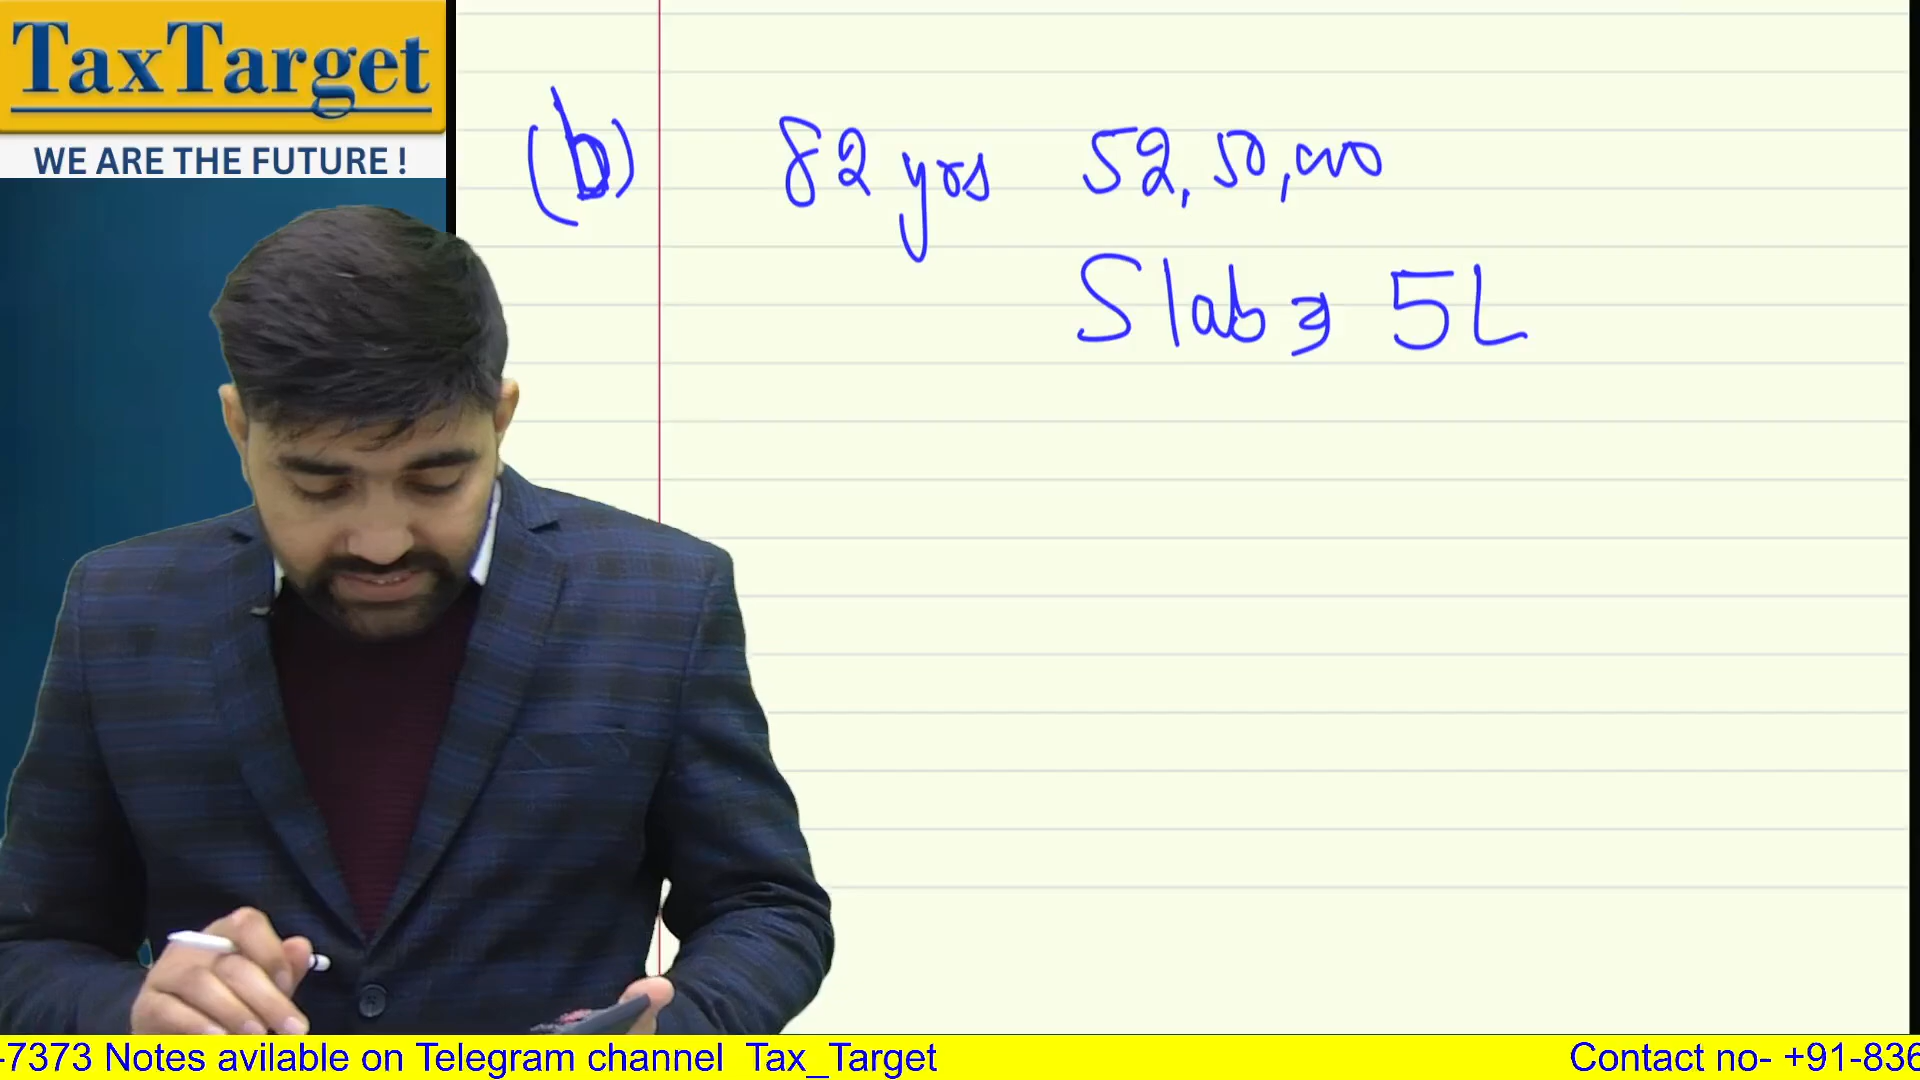 TaxTarget
WE ARE THE FUTURE !
(b) 82 yrs 52,50,000
Slab ⇒ 5L
-7373 Notes avilable on Telegram channel Tax_Target
Contact no- +91-836